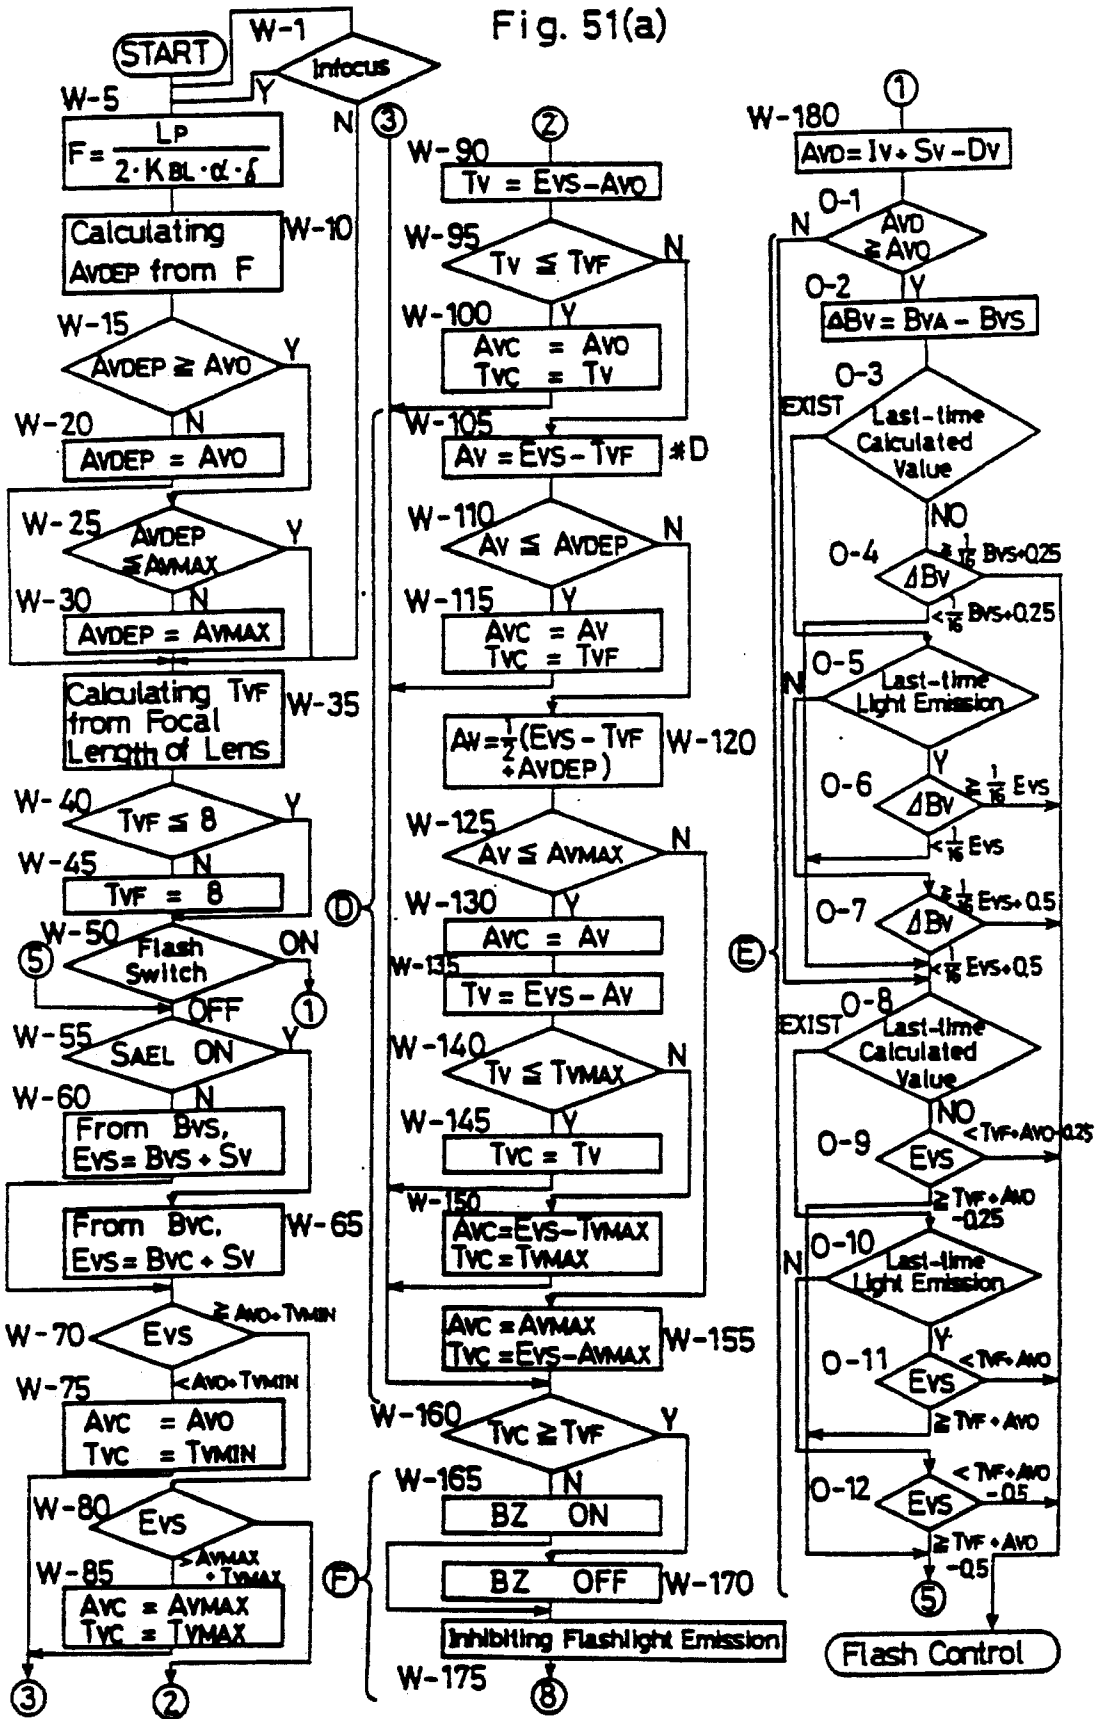 Fig. 51(a)
START
W-1
Infocus
Y
N
W-5
F = LP / 2·KBL·α·δ
W-10
Calculating
AVDEP from F
W-15
AVDEP ≧ AVO
Y
N
W-20
AVDEP = AVO
W-25
AVDEP
≦AVMAX
Y
N
W-30
AVDEP = AVMAX
Calculating TVF
from Focal
Length of Lens
W-35
W-40
TVF ≦ 8
Y
N
W-45
TVF = 8
W-50
Flash
Switch
ON
OFF
5
1
W-55
SAEL ON
Y
N
W-60
From BVS,
EVS = BVS + SV
From BVC,
EVS = BVC + SV
W-65
W-70
EVS
≧ AVO+TVMIN
< AVO+TVMIN
W-75
AVC = AVO
TVC = TVMIN
W-80
EVS
>AVMAX
+TVMAX
W-85
AVC = AVMAX
TVC = TVMAX
3
2
3
2
W-90
TV = EVS-AVO
W-95
TV ≦ TVF
N
Y
W-100
AVC = AVO
TVC = TV
W-105
AV = EVS-TVF
#D
W-110
AV ≦ AVDEP
N
Y
W-115
AVC = AV
TVC = TVF
AV=½(EVS - TVF
+AVDEP)
W-120
W-125
AV ≦ AVMAX
N
Y
W-130
AVC = AV
W-135
TV = EVS - AV
W-140
TV ≦ TVMAX
N
Y
W-145
TVC = TV
W-150
AVC=EVS-TVMAX
TVC=TVMAX
AVC=AVMAX
TVC=EVS-AVMAX
W-155
D
W-160
TVC ≧ TVF
Y
N
W-165
BZ ON
BZ OFF
W-170
F
Inhibiting Flashlight Emission
W-175
8
1
W-180
AVD = IV + SV - DV
O-1
AVD
≧ AVO
N
Y
O-2
ΔBV = BVA - BVS
O-3
EXIST
Last-time
Calculated
Value
NO
O-4
ΔBV
≧ 1/16 BVS+0.25
< 1/16 BVS+0.25
O-5
N
Last-time
Light Emission
Y
O-6
ΔBV
≧ 1/16 EVS
< 1/16 EVS
O-7
ΔBV
≧ 1/16 EVS+0.5
< 1/16 EVS+0.5
E
O-8
EXIST
Last-time
Calculated
Value
NO
O-9
EVS
< TVF+AVO-0.25
≧ TVF + AVO
-0.25
O-10
N
Last-time
Light Emission
Y
O-11
EVS
< TVF + AVO
≧ TVF + AVO
O-12
EVS
< TVF+AVO
-0.5
≧ TVF + AVO
-0.5
5
Flash Control